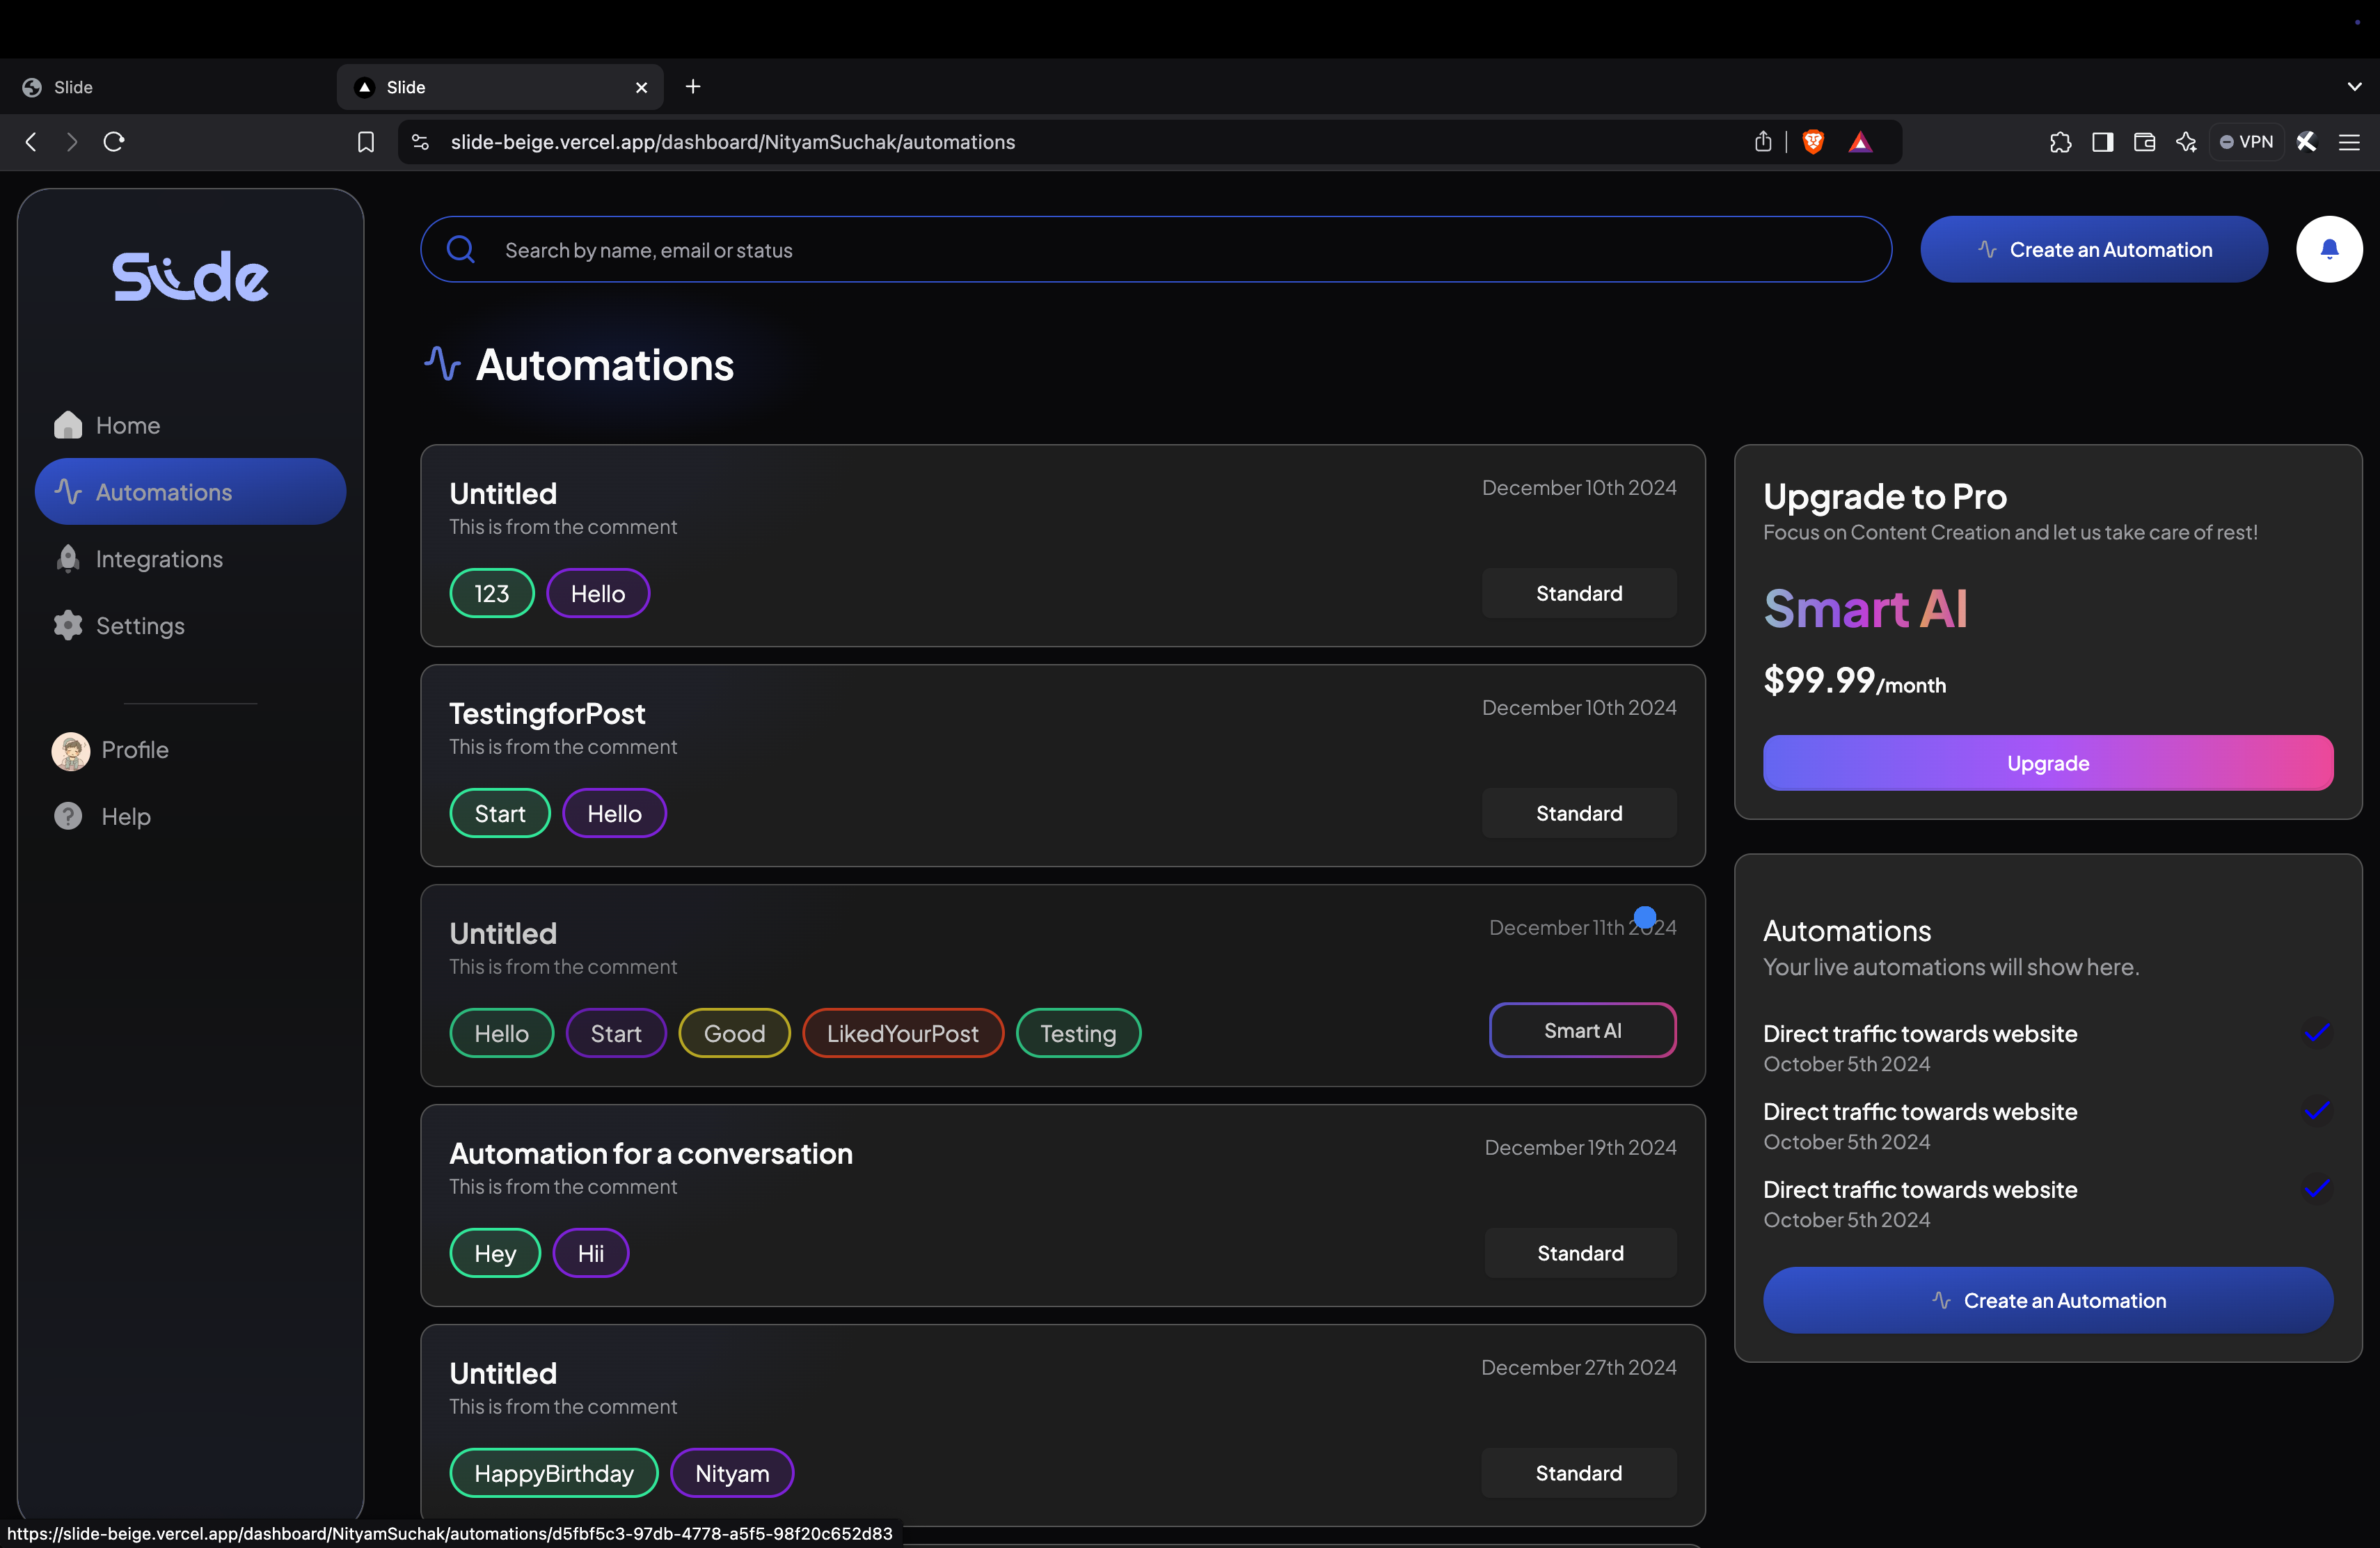 Slide
Slide
slide-beige.vercel.app/dashboard/NityamSuchak/automations
VPN
Slide
Search by name, email or status
Create an Automation
Automations
Home
Automations
Integrations
Settings
Profile
Help
Untitled
December 10th 2024
This is from the comment
123
Hello
Standard
TestingforPost
December 10th 2024
This is from the comment
Start
Hello
Standard
Untitled
December 11th 2024
This is from the comment
Hello
Start
Good
LikedYourPost
Testing
Smart AI
Automation for a conversation
December 19th 2024
This is from the comment
Hey
Hii
Standard
Untitled
December 27th 2024
This is from the comment
HappyBirthday
Nityam
Standard
Upgrade to Pro
Focus on Content Creation and let us take care of rest!
Smart AI
$99.99/month
Upgrade
Automations
Your live automations will show here.
Direct traffic towards website
October 5th 2024
Direct traffic towards website
October 5th 2024
Direct traffic towards website
October 5th 2024
Create an Automation
https://slide-beige.vercel.app/dashboard/NityamSuchak/automations/d5fbf5c3-97db-4778-a5f5-98f20c652d83